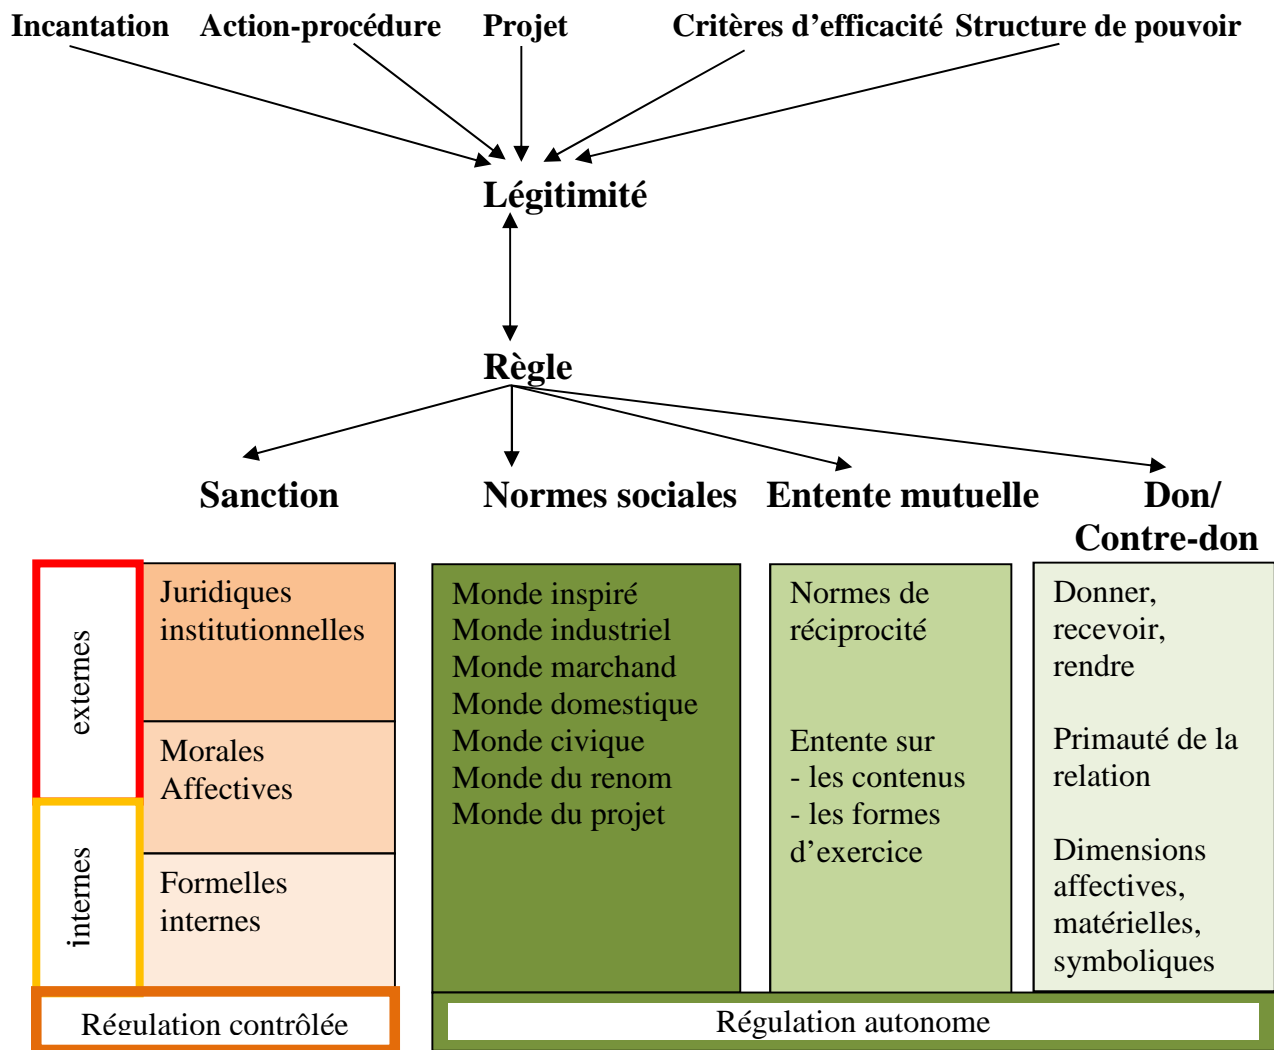 Incantation Action-procédure Projet Critères d’efficacité Structure de pouvoir
Légitimité
Règle
Sanction
Normes sociales
Entente mutuelle
Don/
Contre-don
externes
internes
Juridiques
institutionnelles
Morales
Affectives
Formelles
internes
Régulation contrôlée
Monde inspiré
Monde industriel
Monde marchand
Monde domestique
Monde civique
Monde du renom
Monde du projet
Normes de
réciprocité
Entente sur
- les contenus
- les formes
d’exercice
Donner,
recevoir,
rendre
Primauté de la
relation
Dimensions
affectives,
matérielles,
symboliques
Régulation autonome